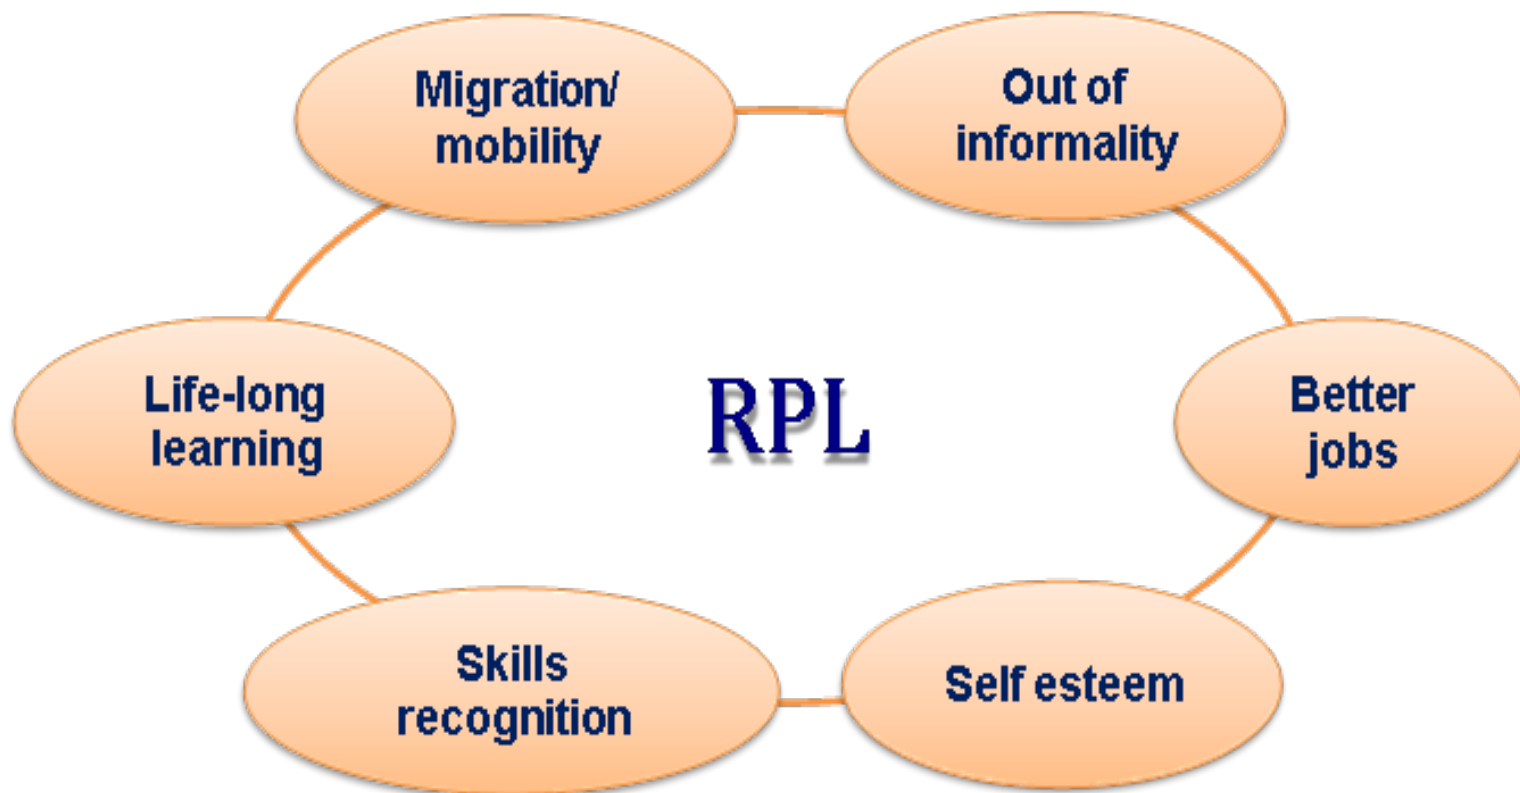 Migration/
mobility
Out of
informality
Life-long
learning
RPL
Better
jobs
Skills
recognition
Self esteem